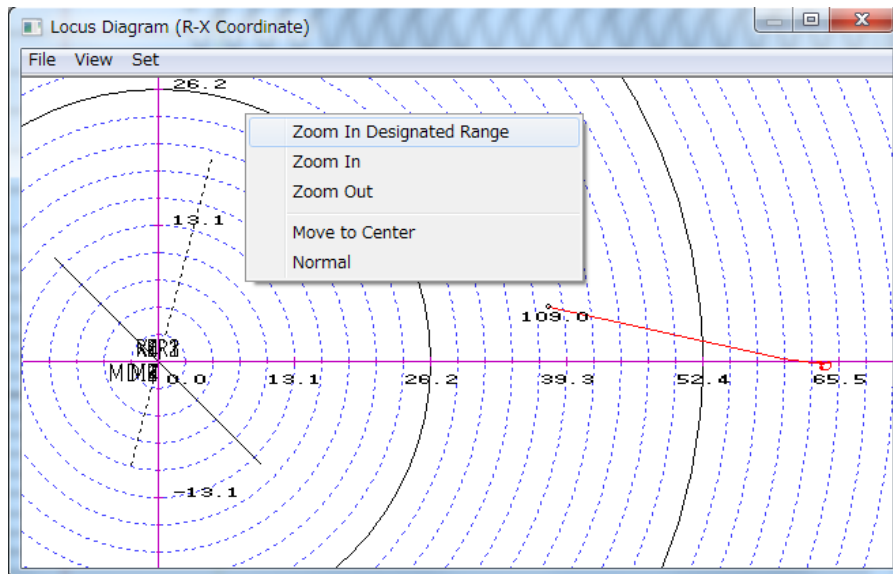 Locus Diagram (R-X Coordinate)
File View Set
26.2
Zoom In Designated Range
Zoom In
Zoom Out
Move to Center
Normal
13.1
109.0
0.0 13.1 26.2 39.3 52.4 65.5
-13.1